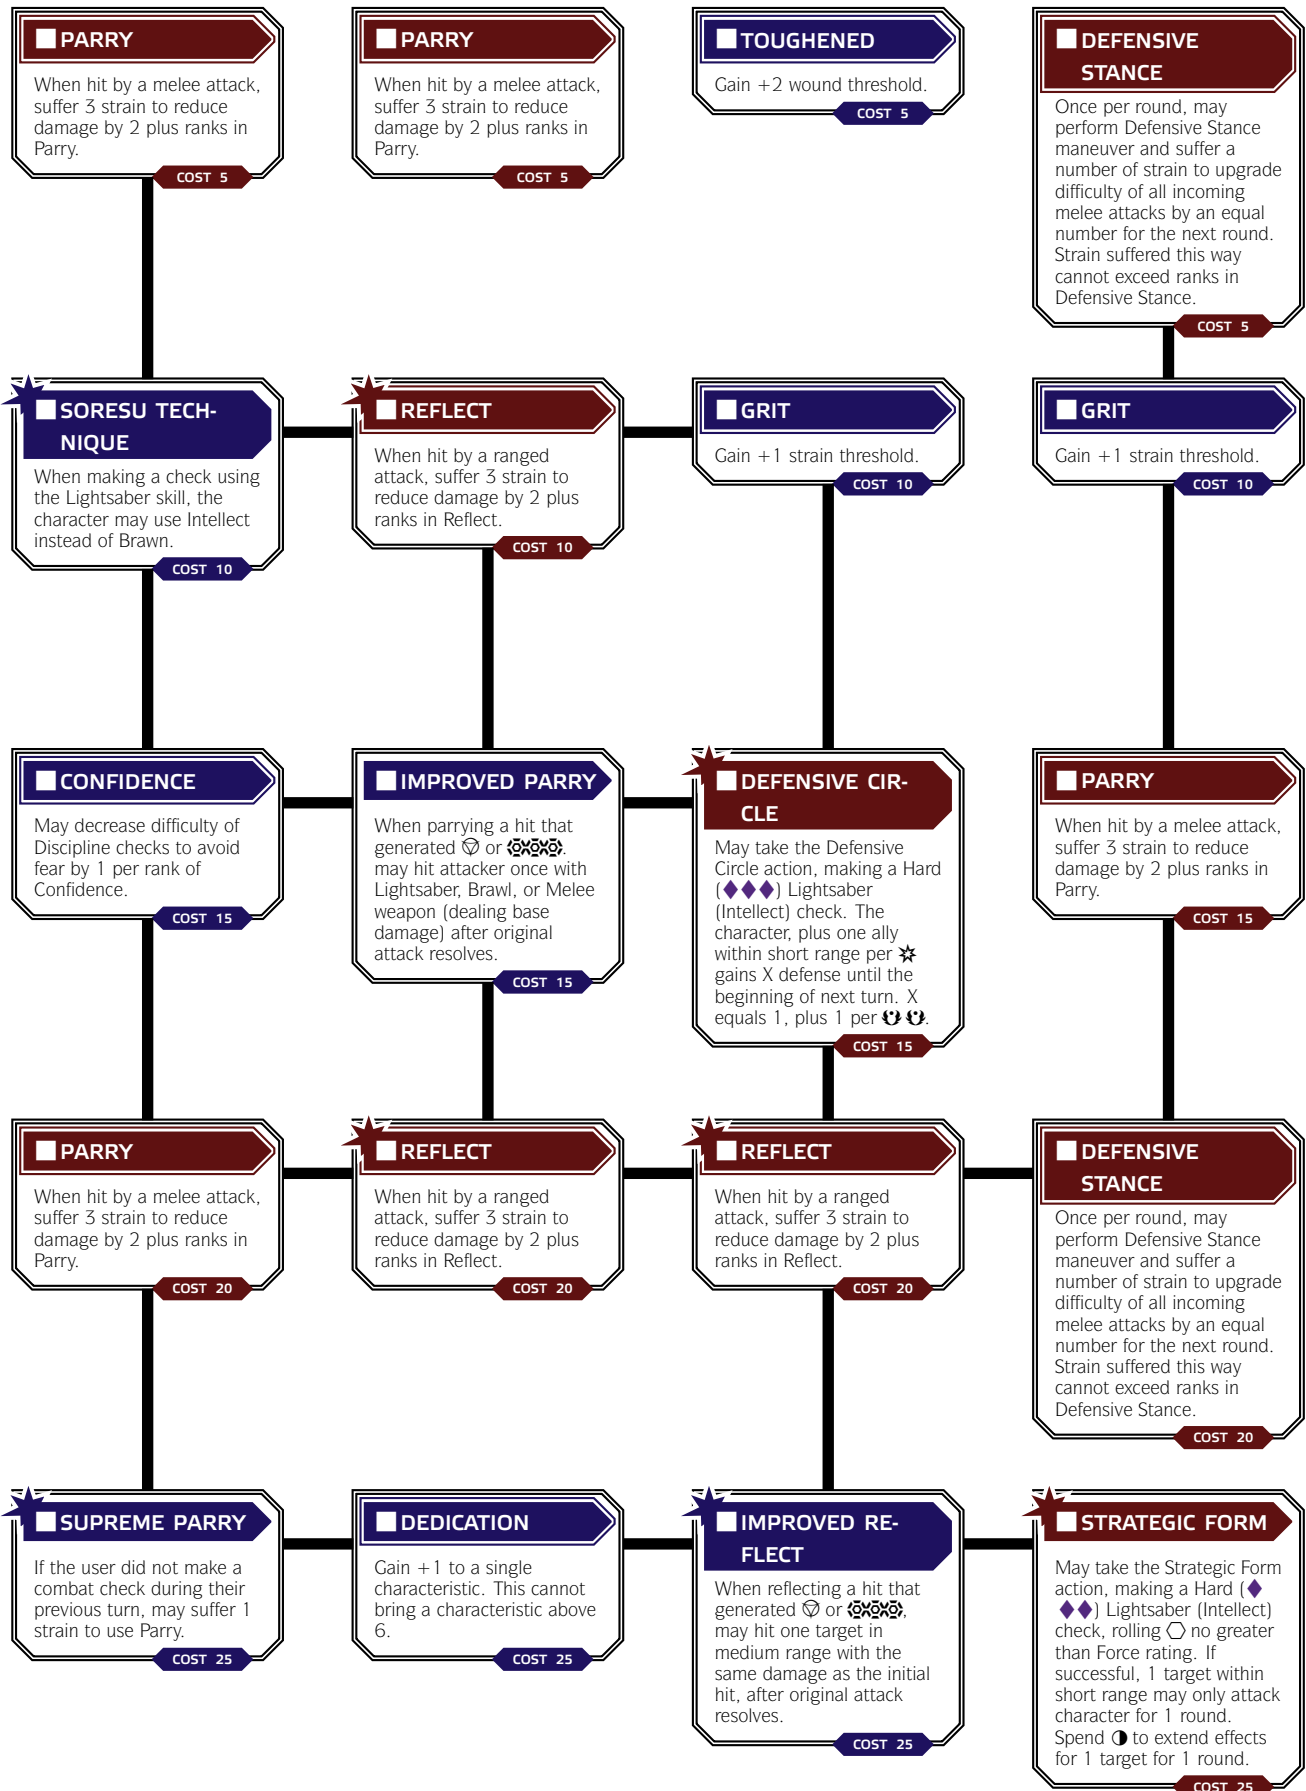 PARRY
When hit by a melee attack,
suffer 3 strain to reduce
damage by 2 plus ranks in
Parry.
COST 5
PARRY
When hit by a melee attack,
suffer 3 strain to reduce
damage by 2 plus ranks in
Parry.
COST 5
TOUGHENED
Gain +2 wound threshold.
COST 5
DEFENSIVE
STANCE
Once per round, may
perform Defensive Stance
maneuver and suffer a
number of strain to upgrade
difficulty of all incoming
melee attacks by an equal
number for the next round.
Strain suffered this way
cannot exceed ranks in
Defensive Stance.
COST 5
SORESU TECH-
NIQUE
When making a check using
the Lightsaber skill, the
character may use Intellect
instead of Brawn.
COST 10
REFLECT
When hit by a ranged
attack, suffer 3 strain to
reduce damage by 2 plus
ranks in Reflect.
COST 10
GRIT
Gain +1 strain threshold.
COST 10
GRIT
Gain +1 strain threshold.
COST 10
CONFIDENCE
May decrease difficulty of
Discipline checks to avoid
fear by 1 per rank of
Confidence.
COST 15
IMPROVED PARRY
When parrying a hit that
generated or .
may hit attacker once with
Lightsaber, Brawl, or Melee
weapon (dealing base
damage) after original
attack resolves.
COST 15
DEFENSIVE CIR-
CLE
May take the Defensive
Circle action, making a Hard
(♦♦♦) Lightsaber
(Intellect) check. The
character, plus one ally
within short range per
gains X defense until the
beginning of next turn. X
equals 1, plus 1 per .
COST 15
PARRY
When hit by a melee attack,
suffer 3 strain to reduce
damage by 2 plus ranks in
Parry.
COST 15
PARRY
When hit by a melee attack,
suffer 3 strain to reduce
damage by 2 plus ranks in
Parry.
COST 20
REFLECT
When hit by a ranged
attack, suffer 3 strain to
reduce damage by 2 plus
ranks in Reflect.
COST 20
REFLECT
When hit by a ranged
attack, suffer 3 strain to
reduce damage by 2 plus
ranks in Reflect.
COST 20
DEFENSIVE
STANCE
Once per round, may
perform Defensive Stance
maneuver and suffer a
number of strain to upgrade
difficulty of all incoming
melee attacks by an equal
number for the next round.
Strain suffered this way
cannot exceed ranks in
Defensive Stance.
COST 20
SUPREME PARRY
If the user did not make a
combat check during their
previous turn, may suffer 1
strain to use Parry.
COST 25
DEDICATION
Gain +1 to a single
characteristic. This cannot
bring a characteristic above
6.
COST 25
IMPROVED RE-
FLECT
When reflecting a hit that
generated or ,
may hit one target in
medium range with the
same damage as the initial
hit, after original attack
resolves.
COST 25
STRATEGIC FORM
May take the Strategic Form
action, making a Hard (♦
♦♦) Lightsaber (Intellect)
check, rolling ⬡ no greater
than Force rating. If
successful, 1 target within
short range may only attack
character for 1 round.
Spend ◑ to extend effects
for 1 target for 1 round.
COST 25